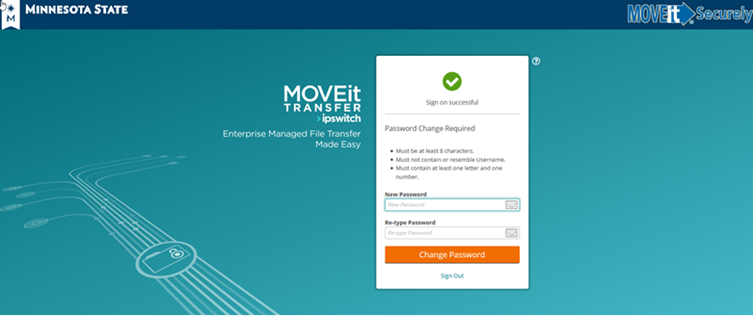 MINNESOTA STATE
MOVEit Securely
M
MOVEit
TRANSFER
ipswitch
Enterprise Managed File Transfer
Made Easy
?
Sign on successful
Password Change Required
• Must be at least 8 characters.
• Must not contain or resemble Username.
• Must contain at least one letter and one
number.
New Password
New Password
Re-type Password
Re-type Password
Change Password
Sign Out